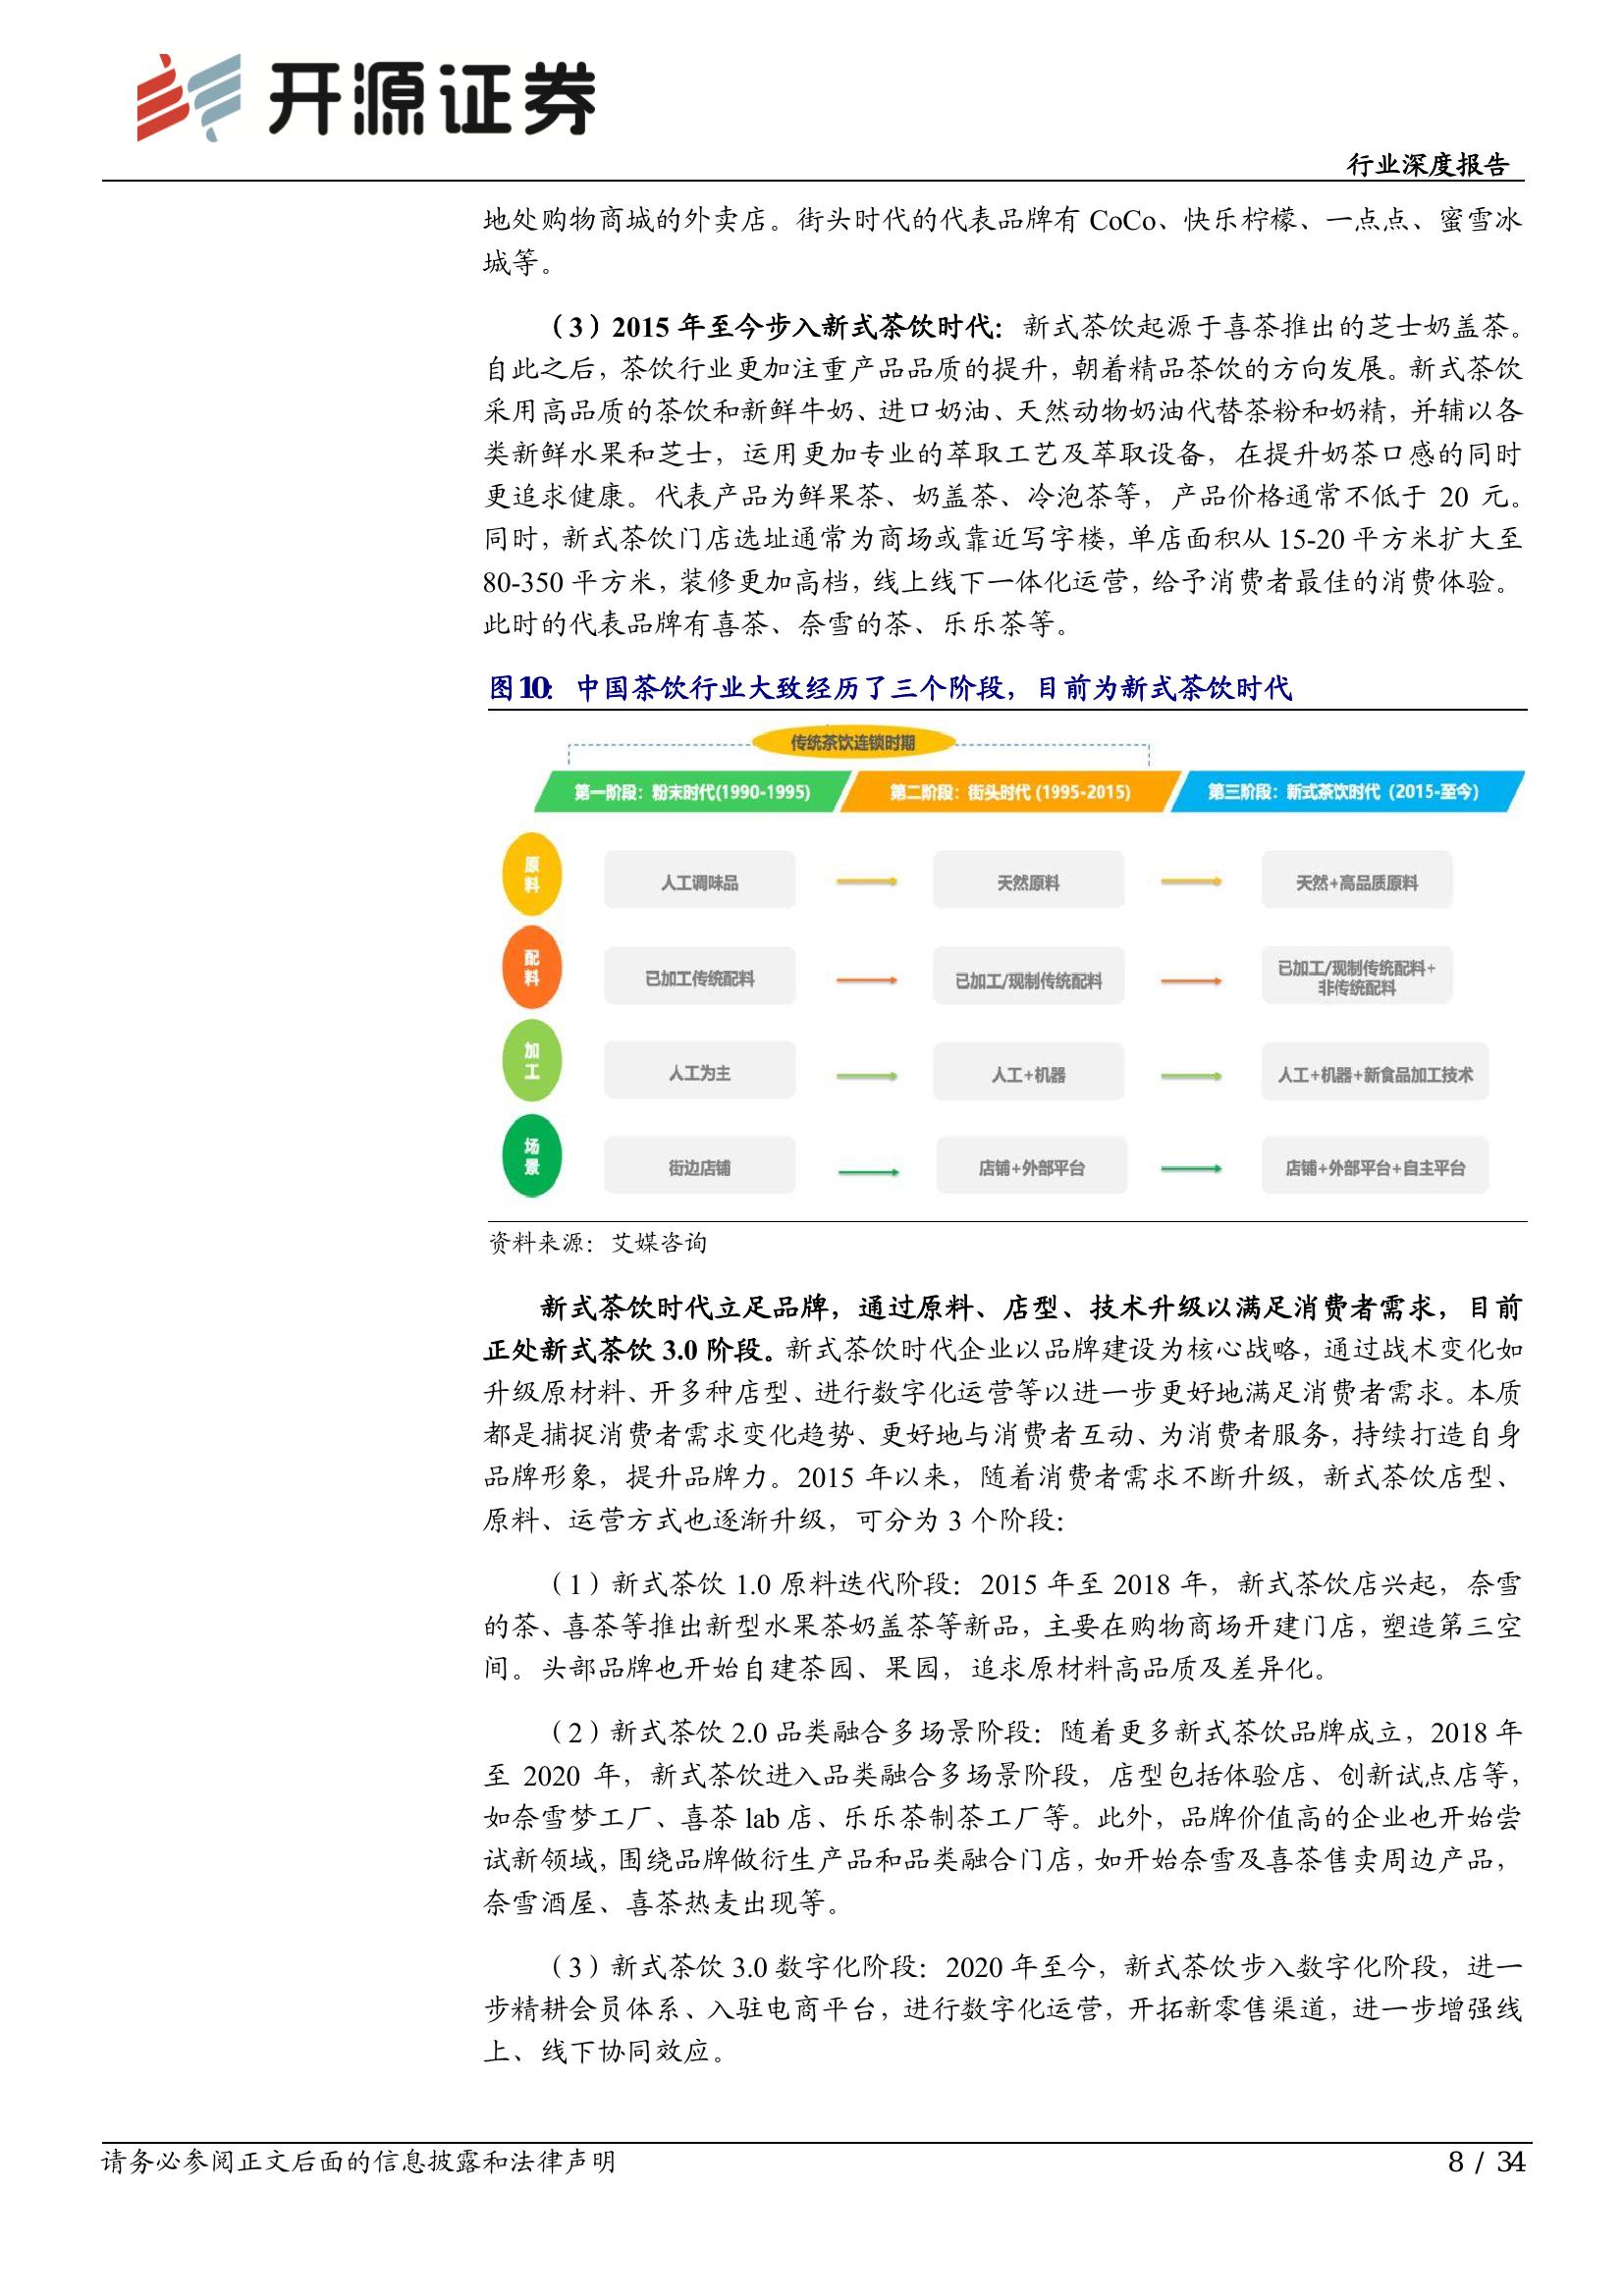 开源证券
行业深度报告
地处购物商城的外卖店。街头时代的代表品牌有 CoCo、快乐柠檬、一点点、蜜雪冰
城等。
（3）2015 年至今步入新式茶饮时代：新式茶饮起源于喜茶推出的芝士奶盖茶。
自此之后，茶饮行业更加注重产品品质的提升，朝着精品茶饮的方向发展。新式茶饮
采用高品质的茶饮和新鲜牛奶、进口奶油、天然动物奶油代替茶粉和奶精，并辅以各
类新鲜水果和芝士，运用更加专业的萃取工艺及萃取设备，在提升奶茶口感的同时
更追求健康。代表产品为鲜果茶、奶盖茶、冷泡茶等，产品价格通常不低于 20 元。
同时，新式茶饮门店选址通常为商场或靠近写字楼，单店面积从 15-20 平方米扩大至
80-350 平方米，装修更加高档，线上线下一体化运营，给予消费者最佳的消费体验。
此时的代表品牌有喜茶、奈雪的茶、乐乐茶等。
图10： 中国茶饮行业大致经历了三个阶段，目前为新式茶饮时代
传统茶饮连锁时期
第一阶段：粉末时代(1990-1995) 第二阶段：街头时代 (1995-2015) 第三阶段：新式茶饮时代（2015-至今）
原料 人工调味品 天然原料 天然+高品质原料
配料 已加工传统配料 已加工/现制传统配料 已加工/现制传统配料+
非传统配料
加工 人工为主 人工+机器 人工+机器+新食品加工技术
场景 街边店铺 店铺+外部平台 店铺+外部平台+自主平台
资料来源：艾媒咨询
新式茶饮时代立足品牌，通过原料、店型、技术升级以满足消费者需求，目前
正处新式茶饮 3.0 阶段。新式茶饮时代企业以品牌建设为核心战略，通过战术变化如
升级原材料、开多种店型、进行数字化运营等以进一步更好地满足消费者需求。本质
都是捕捉消费者需求变化趋势、更好地与消费者互动、为消费者服务，持续打造自身
品牌形象，提升品牌力。2015 年以来，随着消费者需求不断升级，新式茶饮店型、
原料、运营方式也逐渐升级，可分为 3 个阶段：
（1）新式茶饮 1.0 原料迭代阶段：2015 年至 2018 年，新式茶饮店兴起，奈雪
的茶、喜茶等推出新型水果茶奶盖茶等新品，主要在购物商场开建门店，塑造第三空
间。头部品牌也开始自建茶园、果园，追求原材料高品质及差异化。
（2）新式茶饮 2.0 品类融合多场景阶段：随着更多新式茶饮品牌成立，2018 年
至 2020 年，新式茶饮进入品类融合多场景阶段，店型包括体验店、创新试点店等，
如奈雪梦工厂、喜茶 lab 店、乐乐茶制茶工厂等。此外，品牌价值高的企业也开始尝
试新领域，围绕品牌做衍生产品和品类融合门店，如开始奈雪及喜茶售卖周边产品，
奈雪酒屋、喜茶热麦出现等。
（3）新式茶饮 3.0 数字化阶段：2020 年至今，新式茶饮步入数字化阶段，进一
步精耕会员体系、入驻电商平台，进行数字化运营，开拓新零售渠道，进一步增强线
上、线下协同效应。
请务必参阅正文后面的信息披露和法律声明
8 / 34